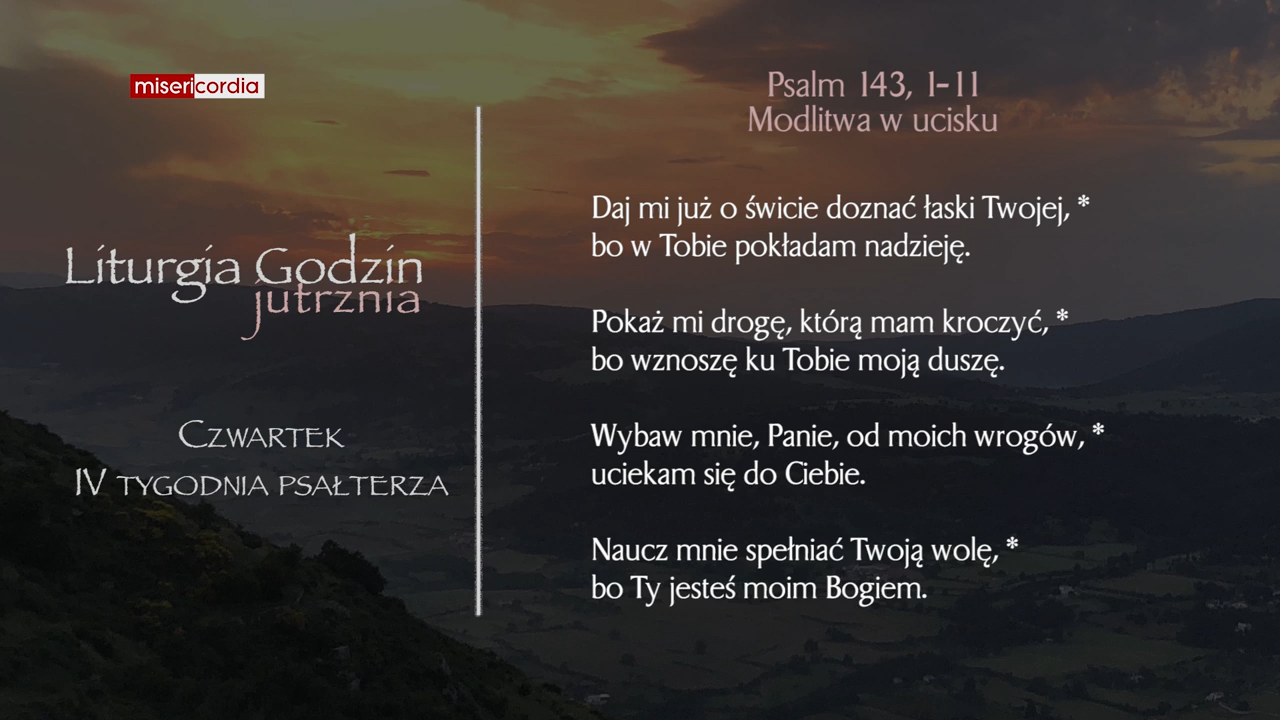 misericordia
Liturgia Godzin
jutrznia
Czwartek
IV tygodnia psałterza
Psalm 143, 1-11
Modlitwa w ucisku
Daj mi już o świcie doznać łaski Twojej, *
bo w Tobie pokładam nadzieję.
Pokaż mi drogę, którą mam kroczyć, *
bo wznoszę ku Tobie moją duszę.
Wybaw mnie, Panie, od moich wrogów, *
uciekam się do Ciebie.
Naucz mnie spełniać Twoją wolę, *
bo Ty jesteś moim Bogiem.